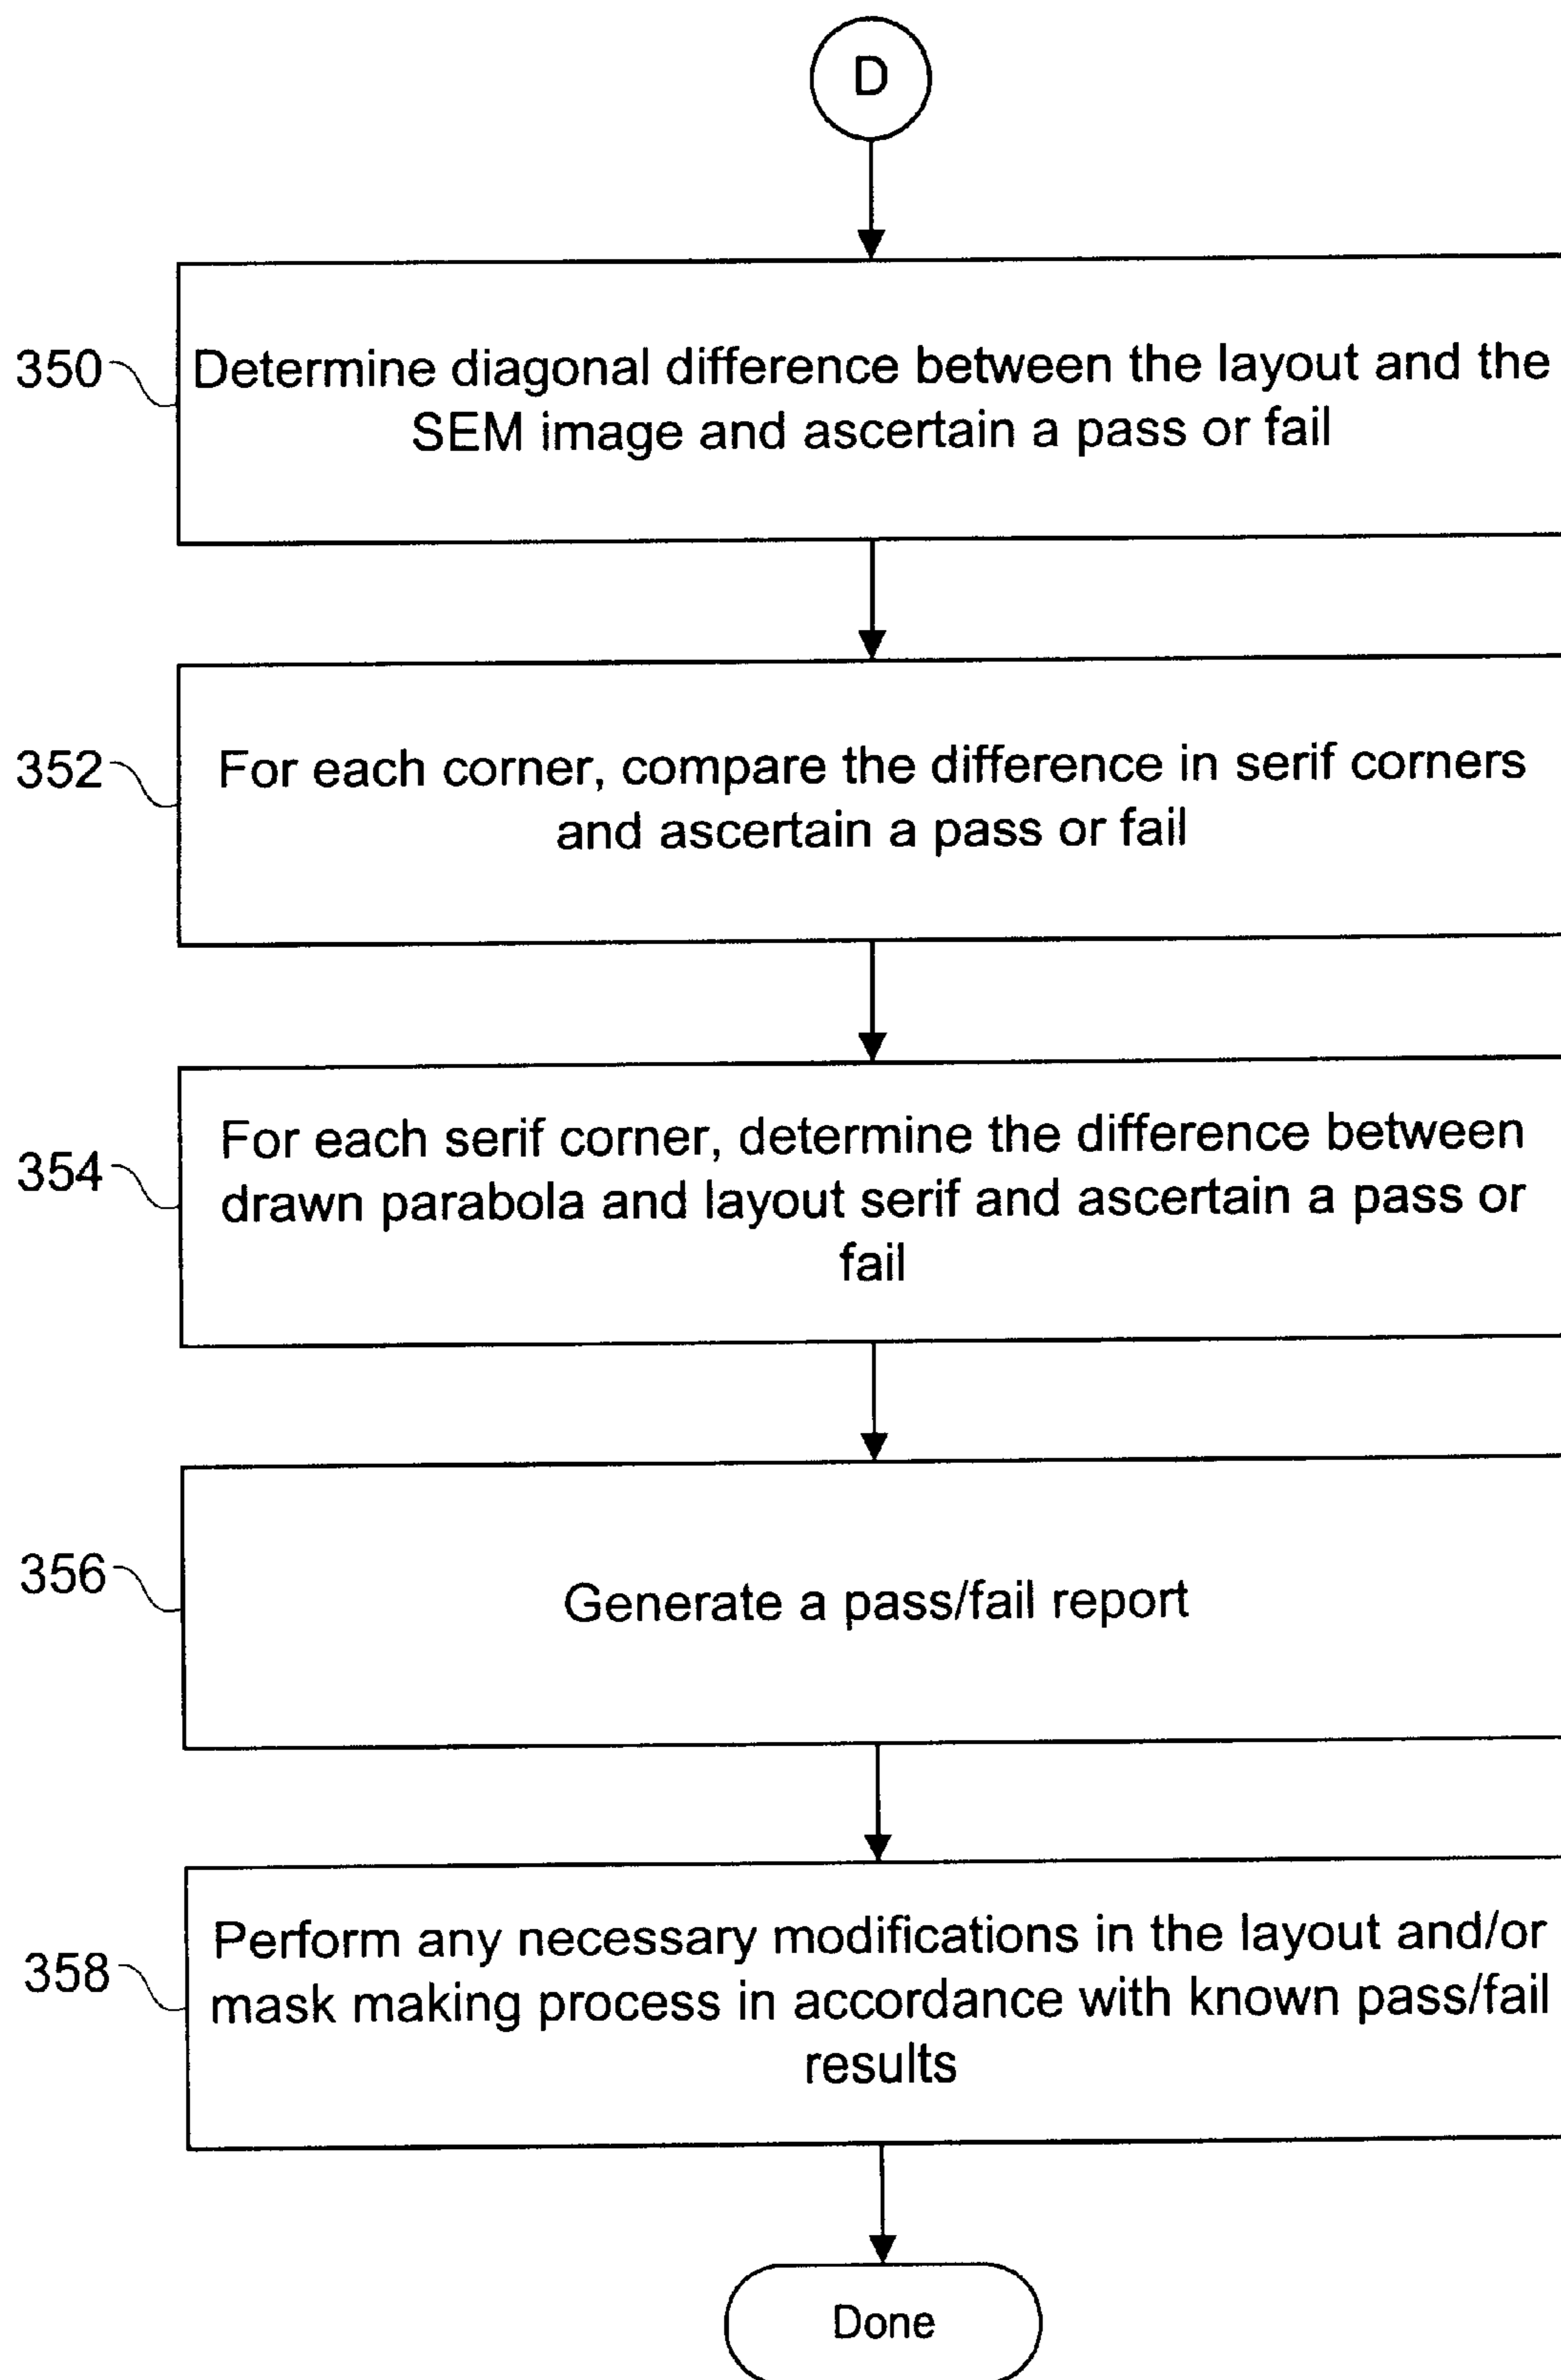 D
350
Determine diagonal difference between the layout and the
SEM image and ascertain a pass or fail
352
For each corner, compare the difference in serif corners
and ascertain a pass or fail
354
For each serif corner, determine the difference between
drawn parabola and layout serif and ascertain a pass or
fail
356
Generate a pass/fail report
358
Perform any necessary modifications in the layout and/or
mask making process in accordance with known pass/fail
results
Done